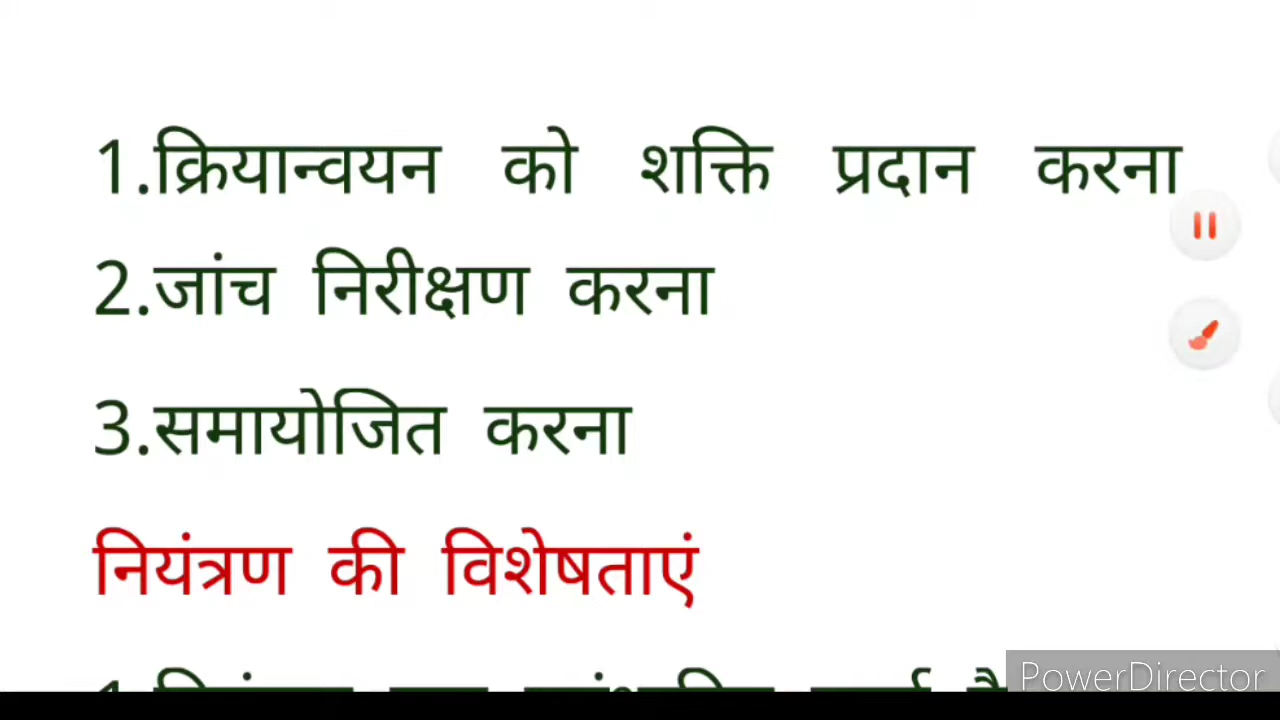 1.क्रियान्वयन को शक्ति प्रदान करना
2.जांच निरीक्षण करना
3.समायोजित करना
नियंत्रण की विशेषताएं
PowerDirector